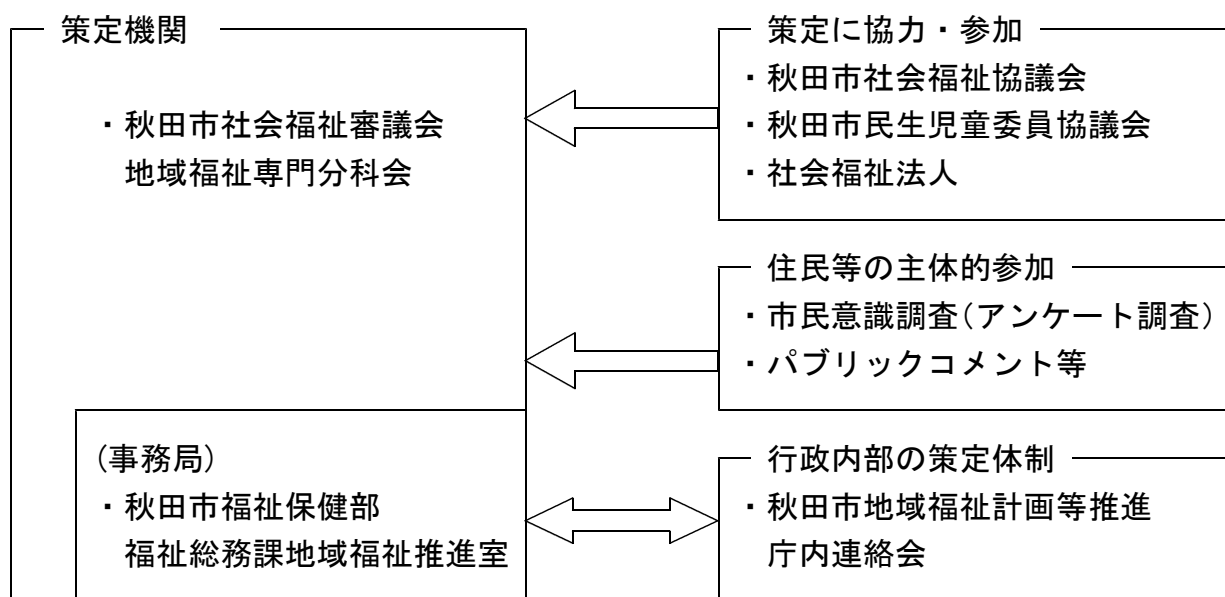 策定機関
・秋田市社会福祉審議会
地域福祉専門分科会
(事務局)
・秋田市福祉保健部
福祉総務課地域福祉推進室
策定に協力・参加
・秋田市社会福祉協議会
・秋田市民生児童委員協議会
・社会福祉法人
住民等の主体的参加
・市民意識調査(アンケート調査)
・パブリックコメント等
行政内部の策定体制
・秋田市地域福祉計画等推進
庁内連絡会